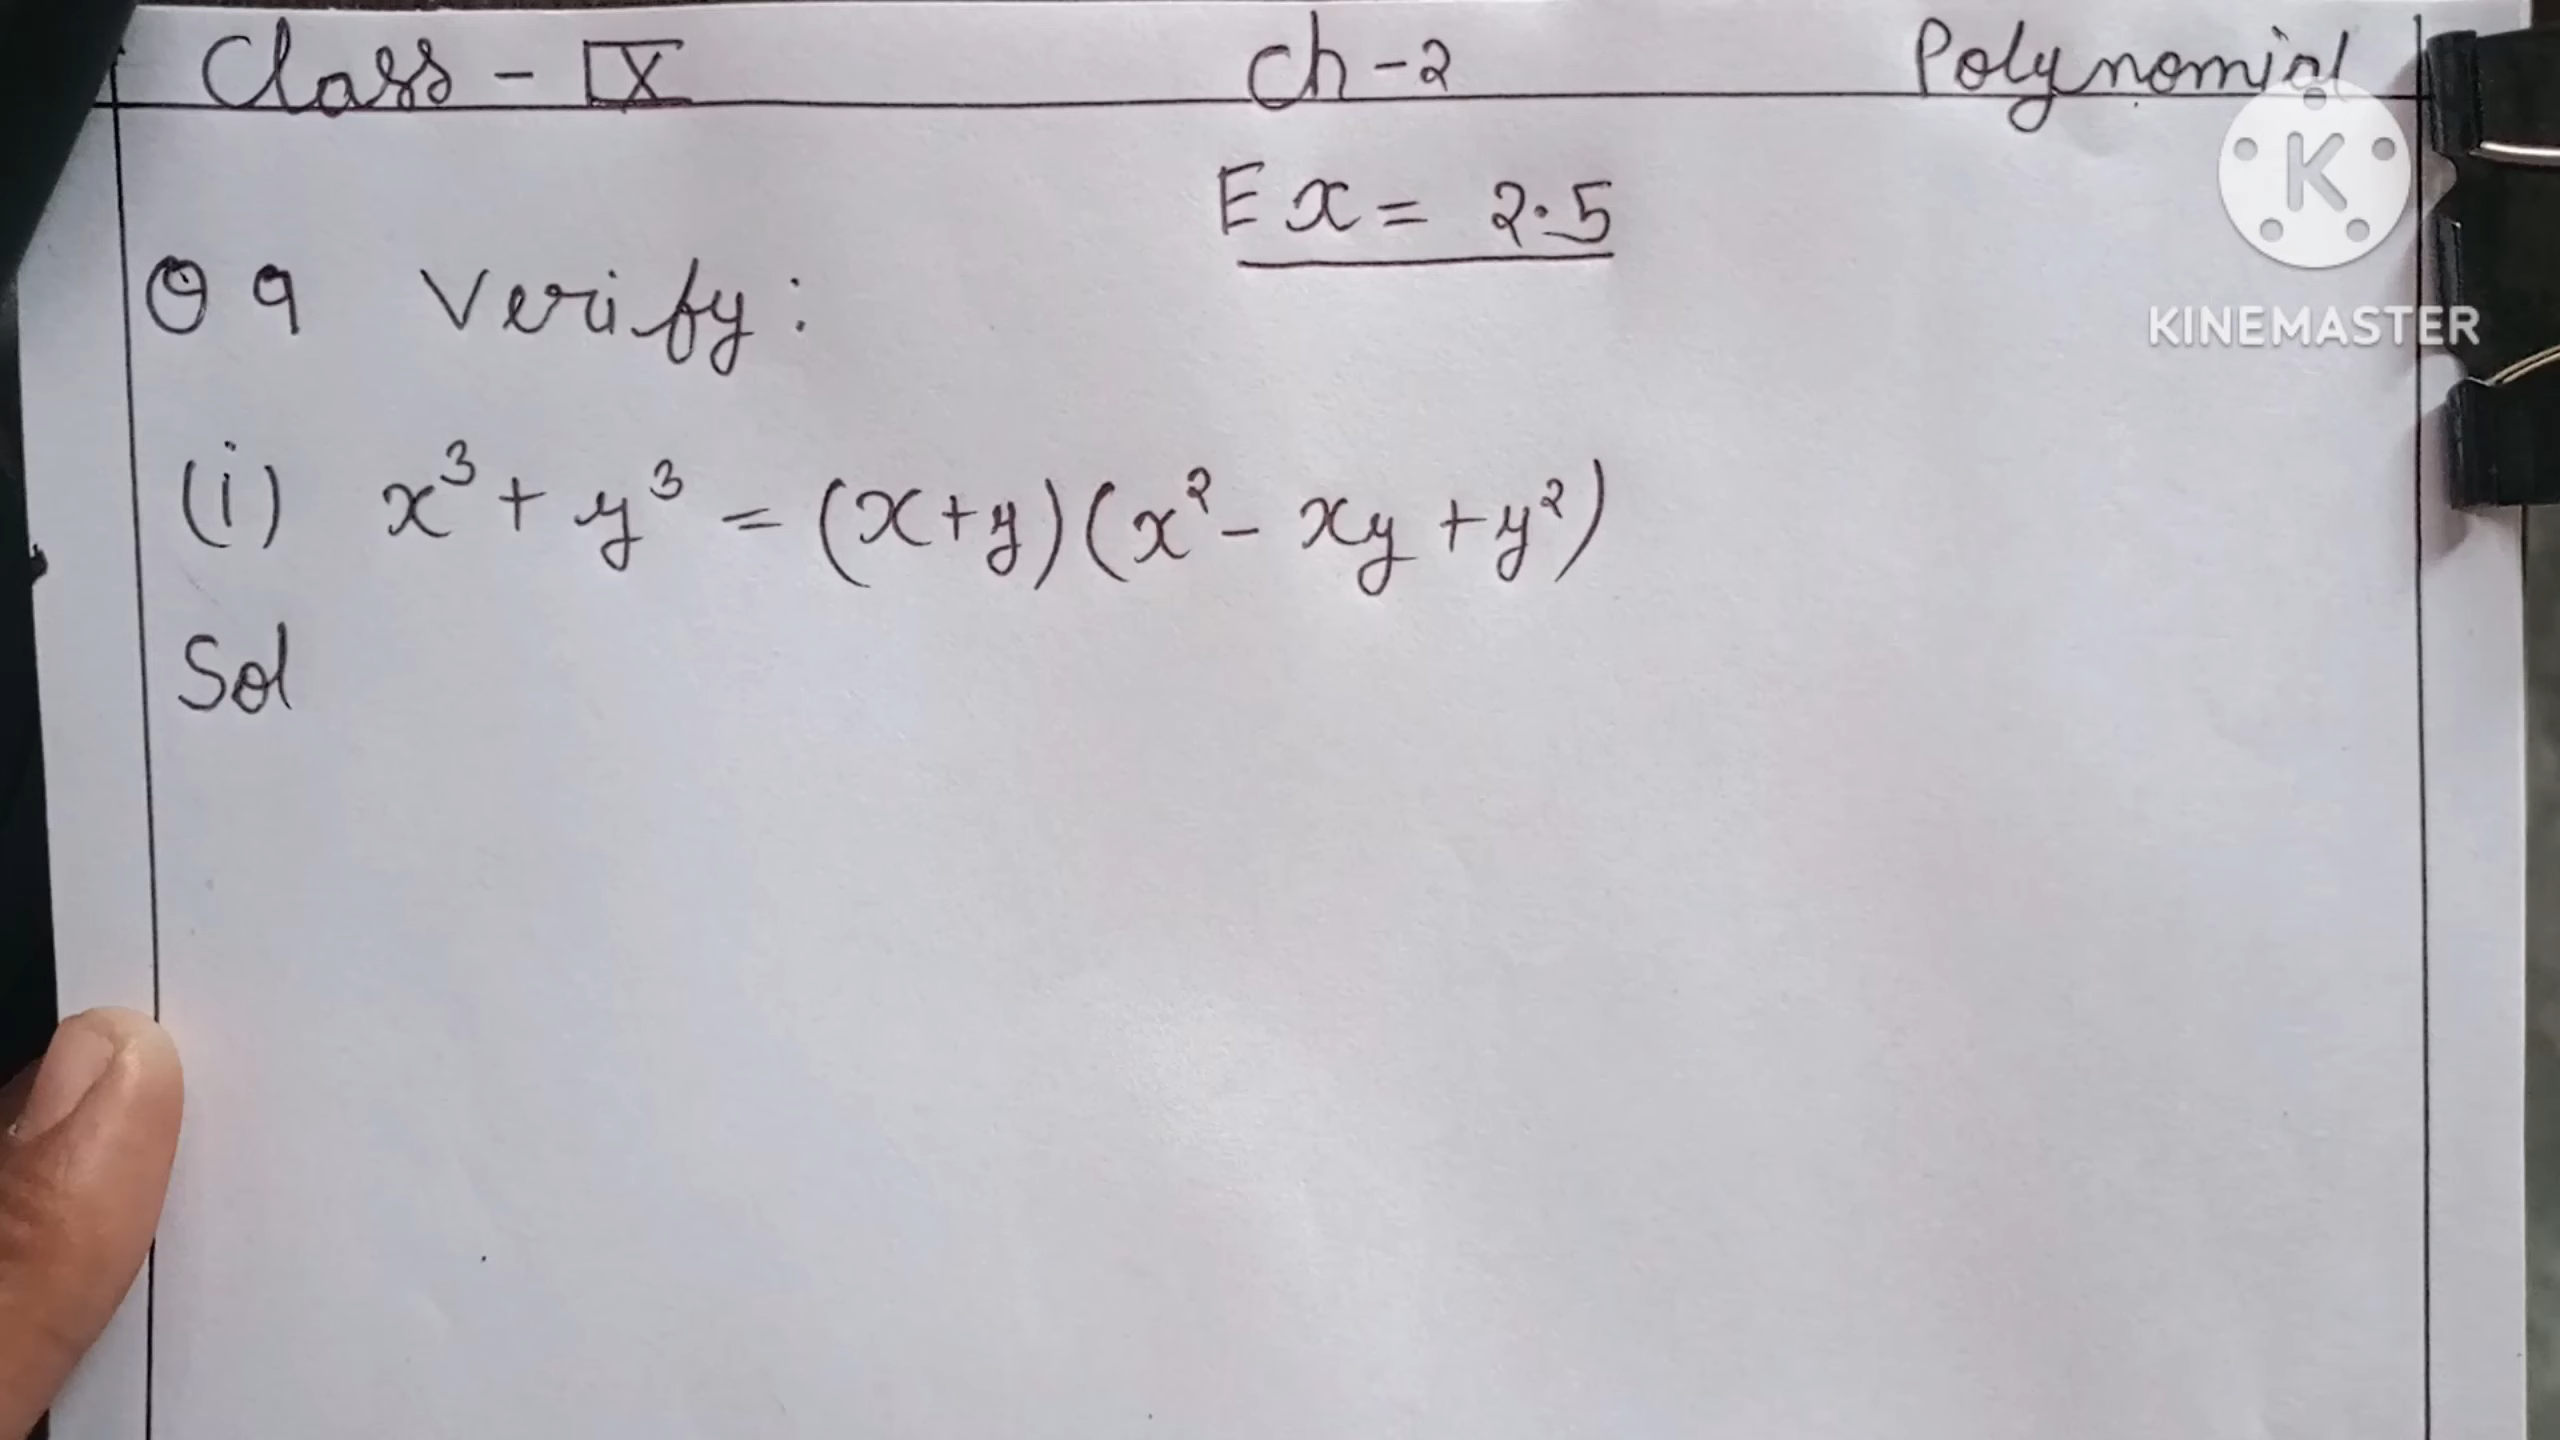 Class - IX Ch-2 Polynomial
Ex = 2.5
Q 9 Verify:
(i) x³ + y³ = (x+y)(x² - xy + y²)
Sol
K
KINEMASTER